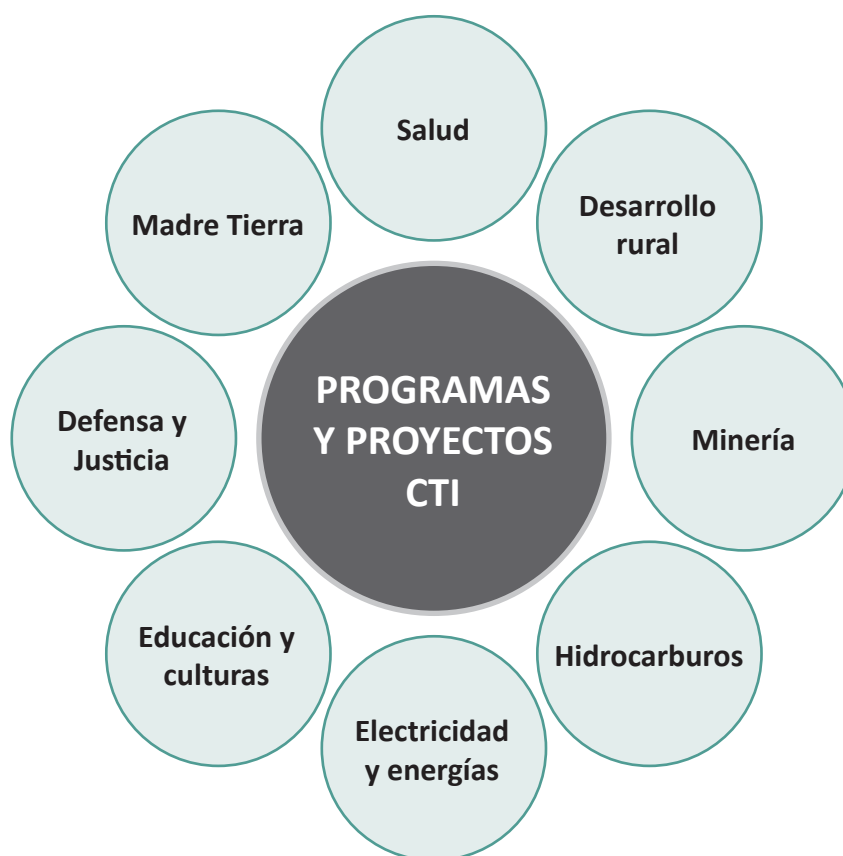 Salud
Desarrollo
rural
Madre Tierra
PROGRAMAS
Y PROYECTOS
CTI
Defensa y
Justicia
Minería
Educación y
culturas
Hidrocarburos
Electricidad
y energías